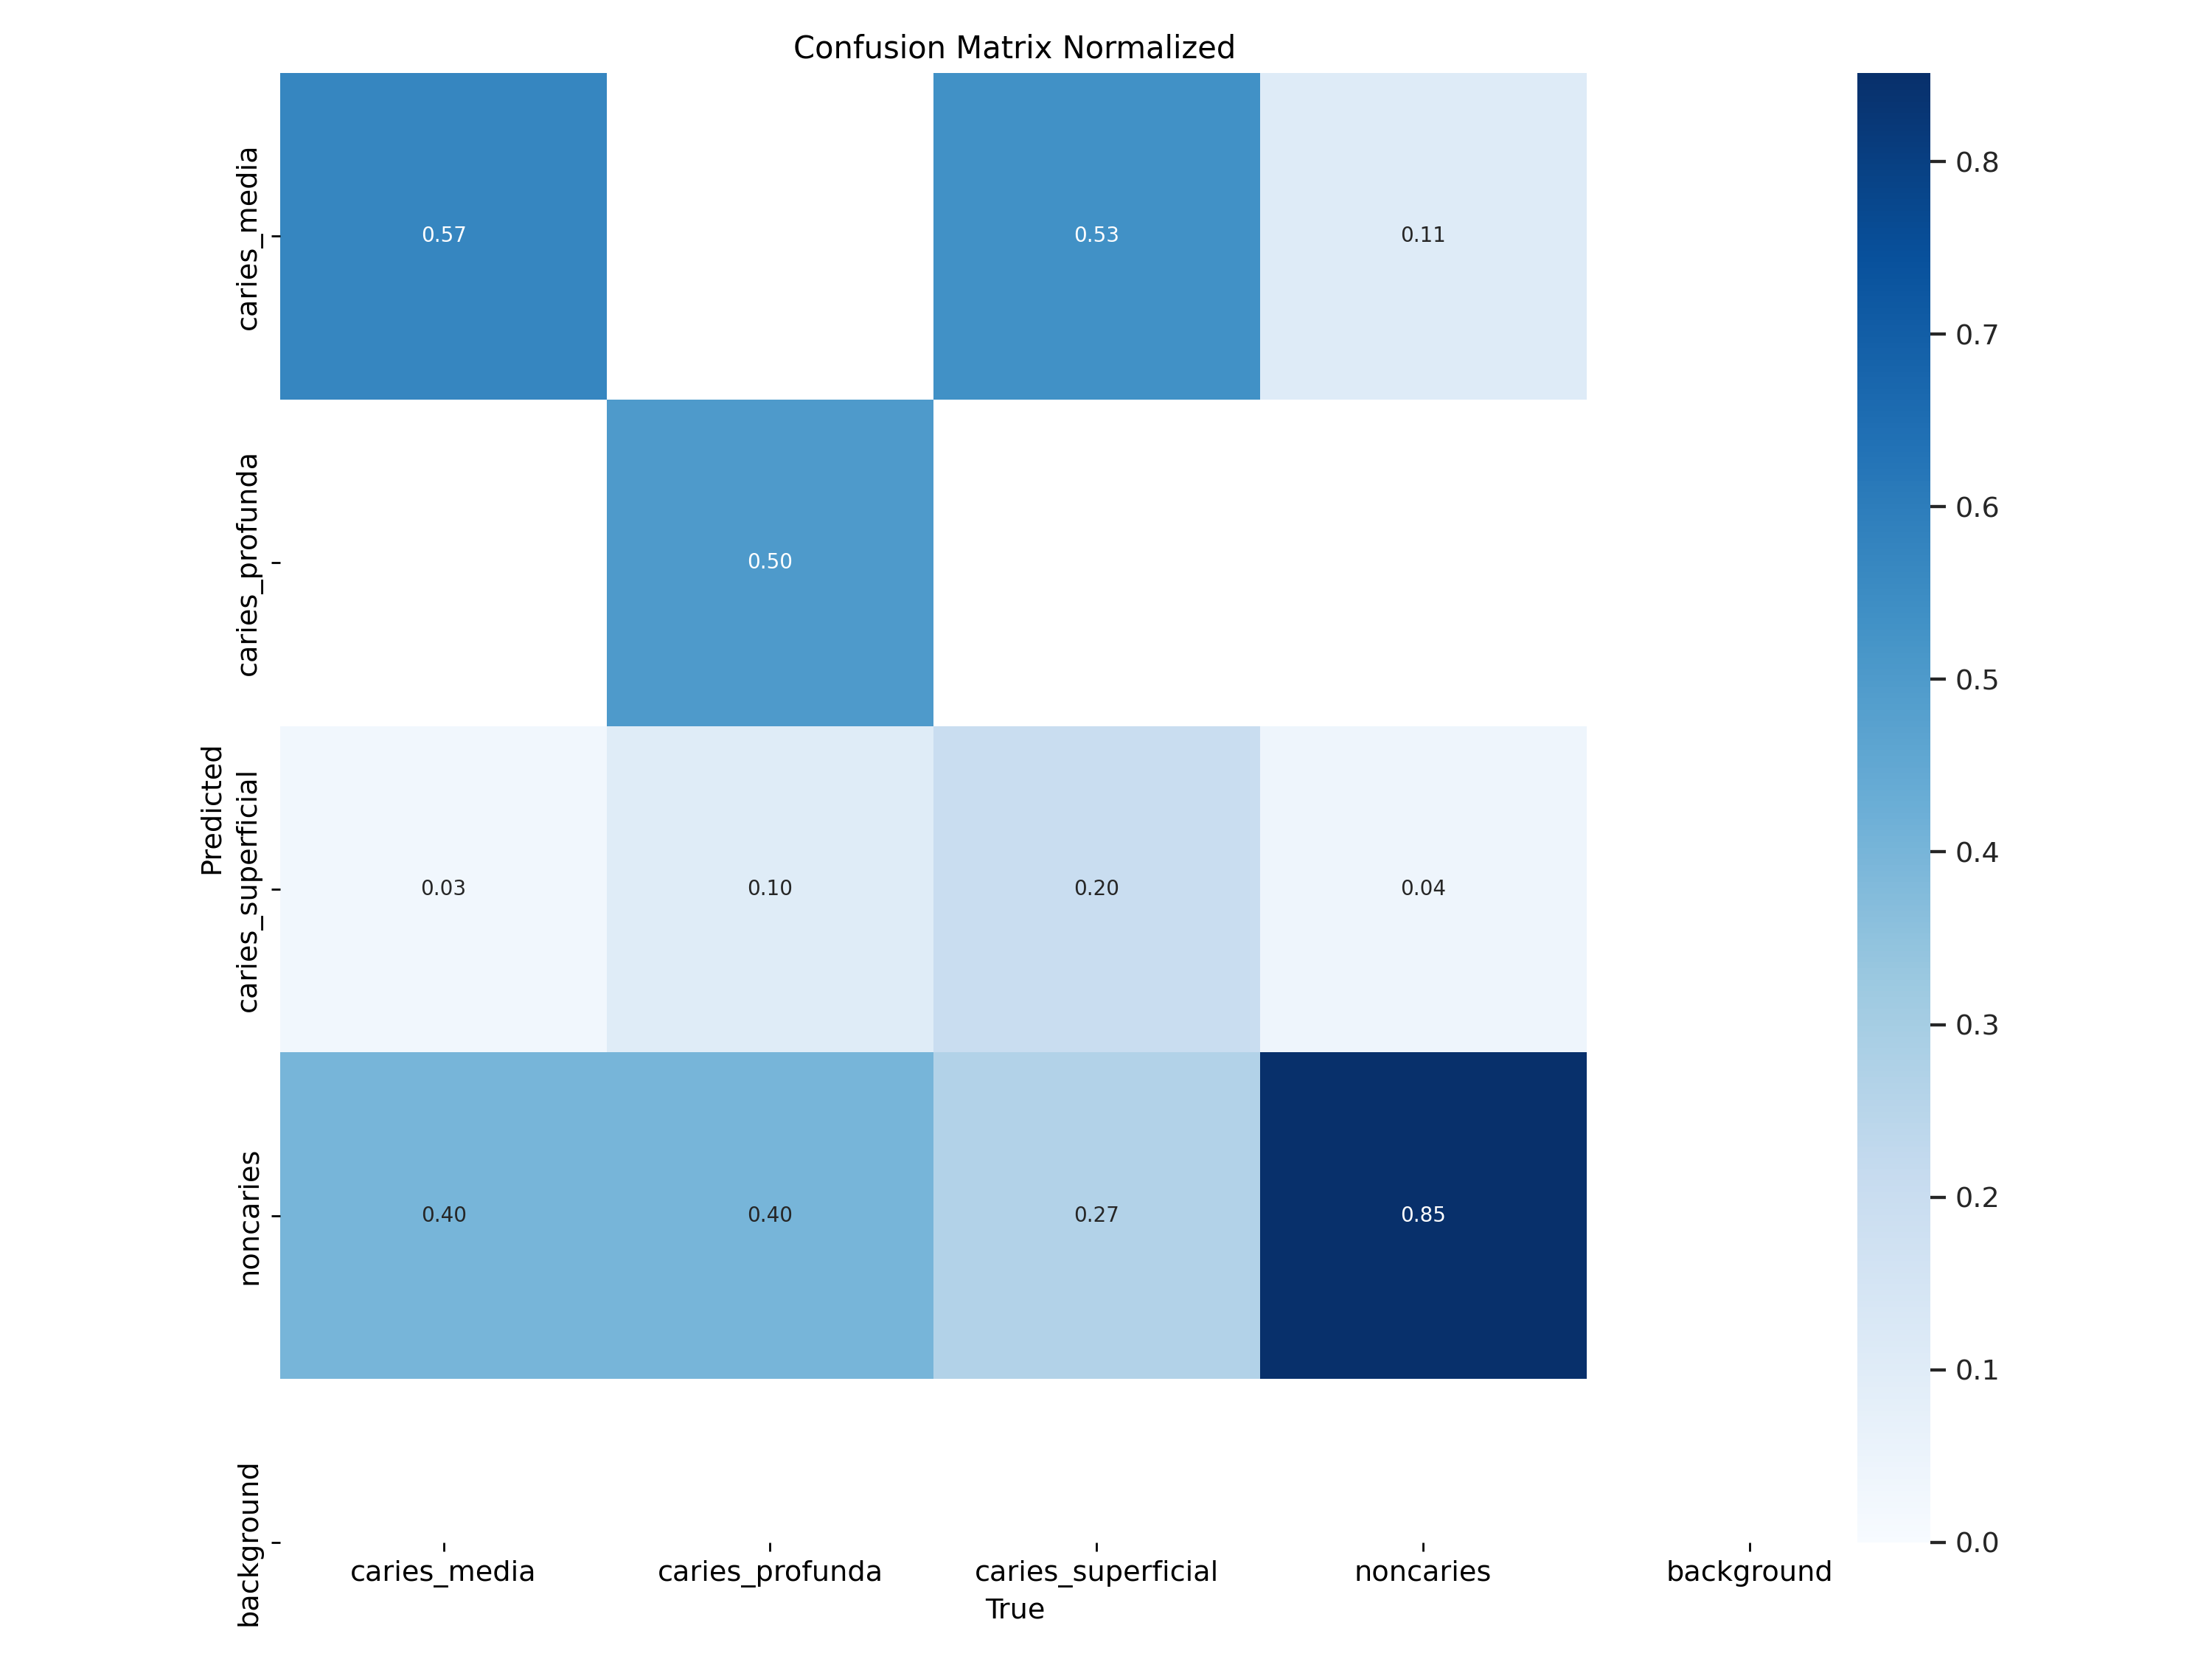 Confusion Matrix Normalized
Predicted
caries_media
0.57
0.53
0.11
caries_profunda
0.50
caries_superficial
0.03
0.10
0.20
0.04
noncaries
0.40
0.40
0.27
0.85
background
caries_media
caries_profunda
caries_superficial
noncaries
background
True
0.8
0.7
0.6
0.5
0.4
0.3
0.2
0.1
0.0